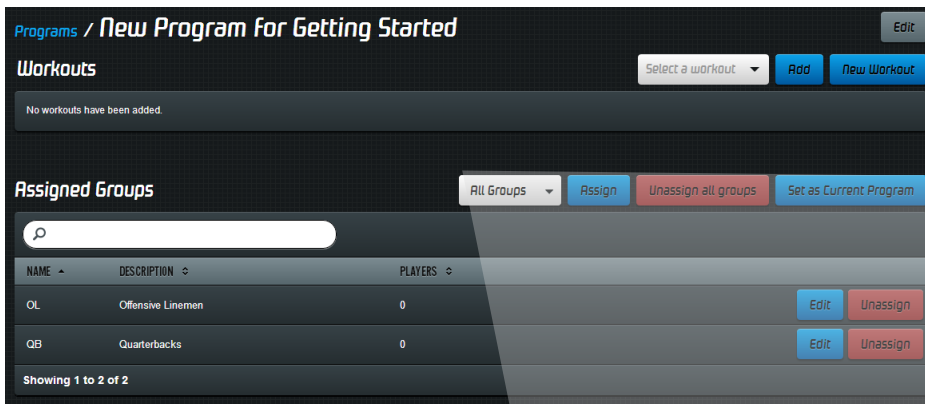 Programs / New Program for Getting Started Edit
Workouts Select a workout Add New Workout
No workouts have been added.
Assigned Groups All Groups Assign Unassign all groups Set as Current Program
NAME DESCRIPTION PLAYERS
OL Offensive Linemen 0 Edit Unassign
QB Quarterbacks 0 Edit Unassign
Showing 1 to 2 of 2